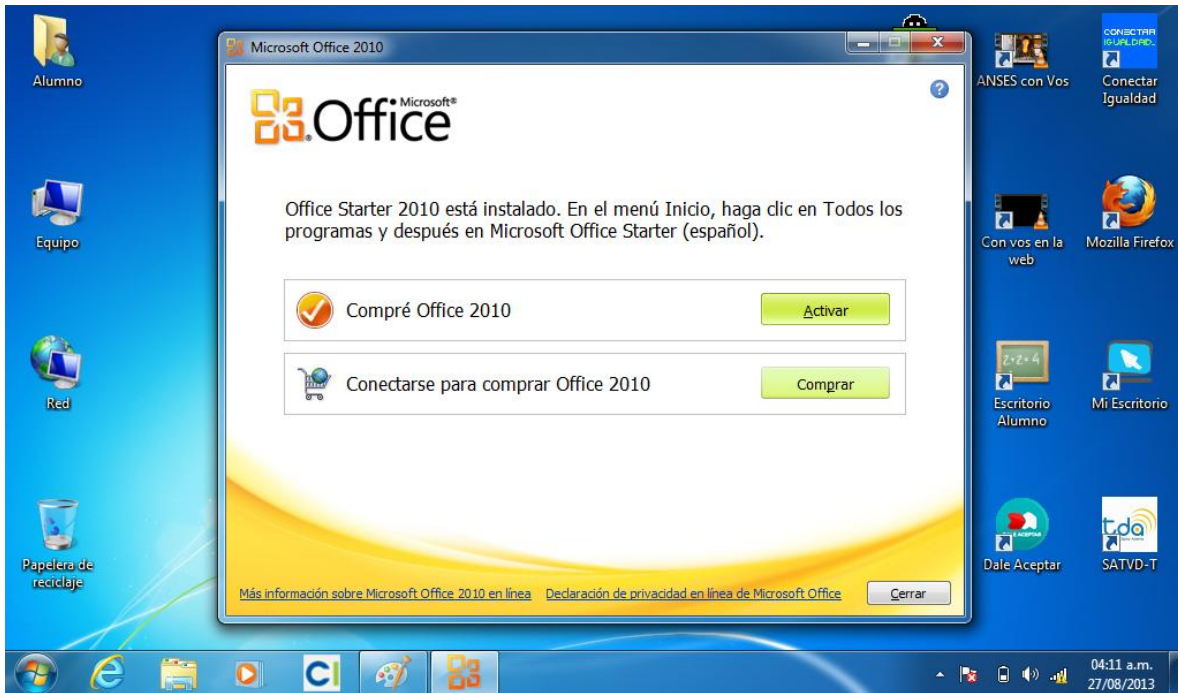 Alumno
Equipo
Red
Papelera de
reciclaje
Microsoft Office 2010
Microsoft®
Office
Office Starter 2010 está instalado. En el menú Inicio, haga clic en Todos los
programas y después en Microsoft Office Starter (español).
Compré Office 2010
Activar
Conectarse para comprar Office 2010
Comprar
Más información sobre Microsoft Office 2010 en línea
Declaración de privacidad en línea de Microsoft Office
Cerrar
ANSES con Vos
CONECTAR
IGUALDAD.
Conectar
Igualdad
Con vos en la
web
Mozilla Firefox
2+2=4
Escritorio
Alumno
Mi Escritorio
Dale Aceptar
tda
SATVD-T
CI
04:11 a.m.
27/08/2013